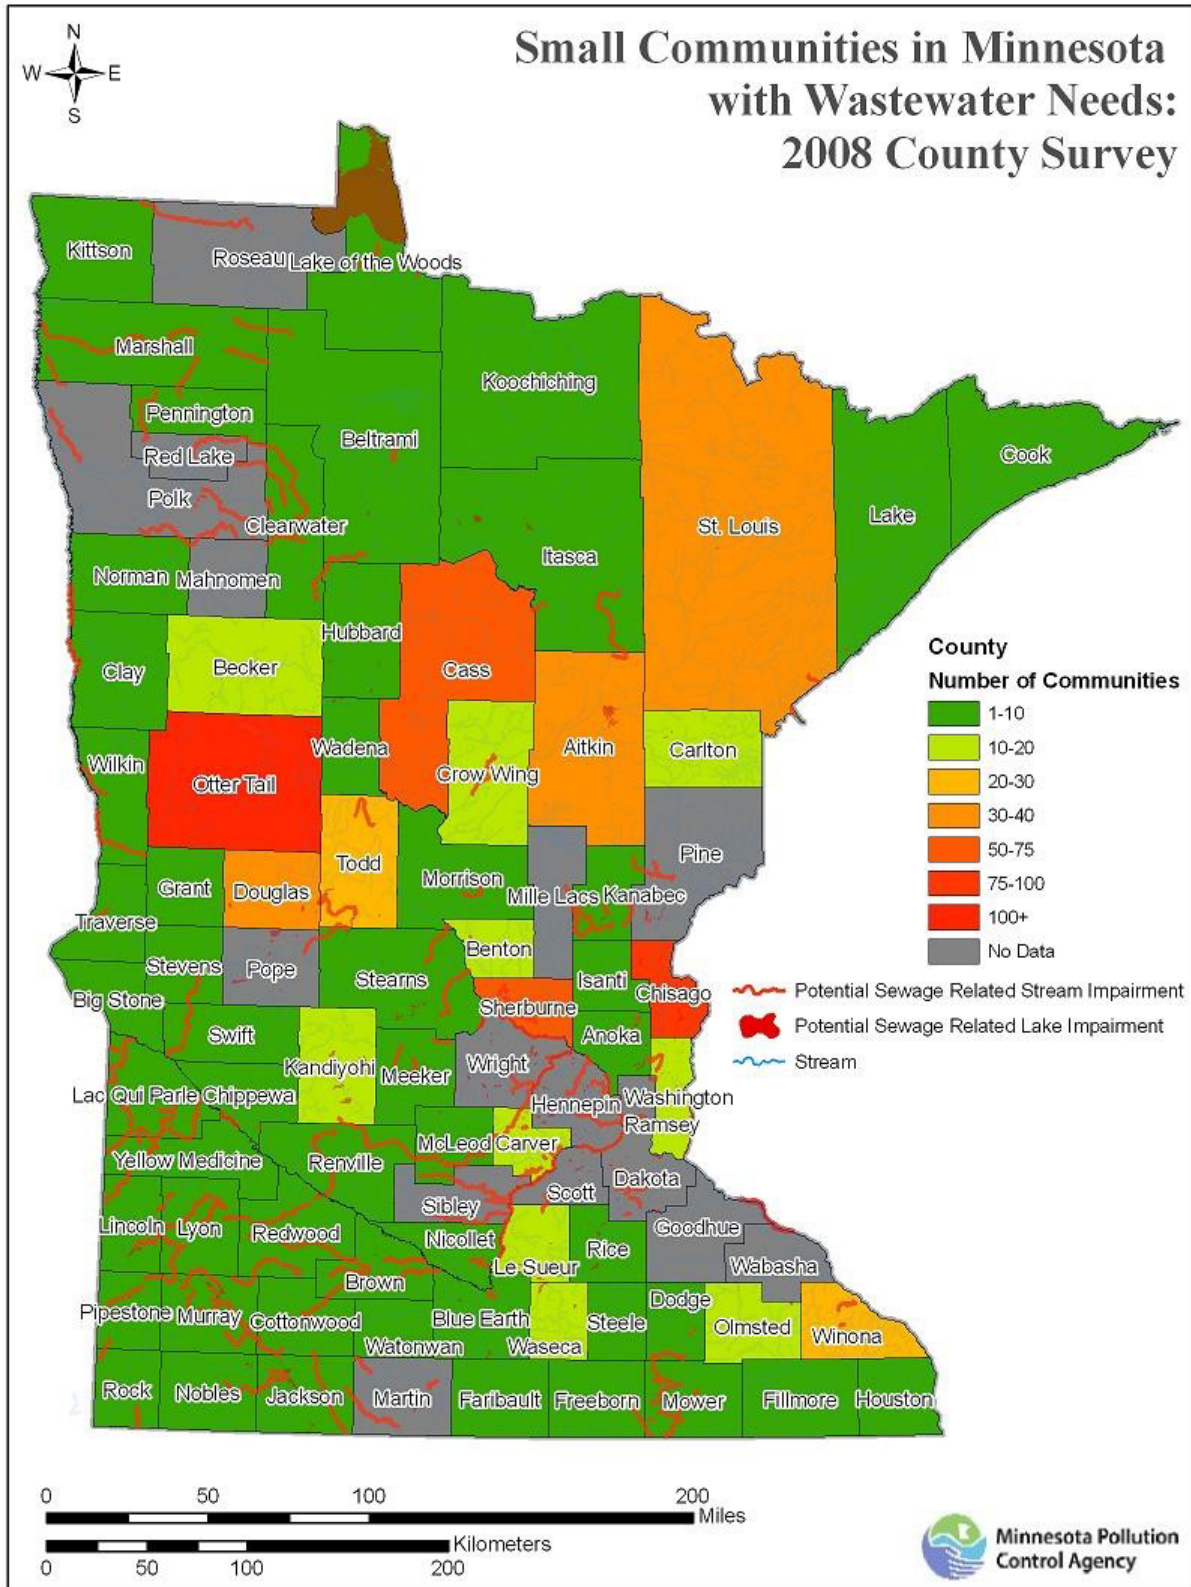 N
W E
S
Small Communities in Minnesota
with Wastewater Needs:
2008 County Survey
Kittson
Roseau
Lake of the Woods
Marshall
Koochiching
Pennington
Beltrami
Red Lake
Cook
Polk
Lake
Clearwater
St. Louis
Itasca
Norman
Mahnomen
Hubbard
Clay
Becker
Cass
Wadena
Aitkin
Carlton
Wilkin
Crow Wing
Otter Tail
Todd
Pine
Grant
Douglas
Morrison
Mille Lacs
Kanabec
Traverse
Benton
Stevens
Pope
Stearns
Isanti
Chisago
Big Stone
Sherburne
Swift
Anoka
Kandiyohi
Meeker
Wright
Lac Qui Parle
Chippewa
Hennepin
Washington
Ramsey
McLeod
Carver
Yellow Medicine
Renville
Dakota
Scott
Sibley
Lincoln
Lyon
Redwood
Nicollet
Goodhue
Rice
Le Sueur
Wabasha
Brown
Pipestone
Murray
Cottonwood
Blue Earth
Dodge
Steele
Olmsted
Winona
Watonwan
Waseca
Rock
Nobles
Jackson
Martin
Faribault
Freeborn
Mower
Fillmore
Houston
County
Number of Communities
1-10
10-20
20-30
30-40
50-75
75-100
100+
No Data
Potential Sewage Related Stream Impairment
Potential Sewage Related Lake Impairment
Stream
0 50 100 200
Miles
Kilometers
0 50 100 200
Minnesota Pollution
Control Agency